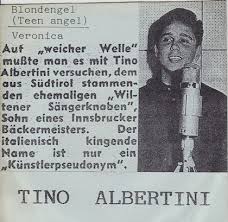 Blondengel
(Teen angel)
Veronica
Auf „weicher Welle"
mußte man es mit Tino
Albertini versuchen, dem
aus Südtirol stammen-
den ehemaligen „Wil-
tener Sängerknaben",
Sohn eines Innsbrucker
Bäckermeisters. Der
italienisch kingende
Name ist nur ein
„Künstlerpseudonym".
TINO ALBERTINI